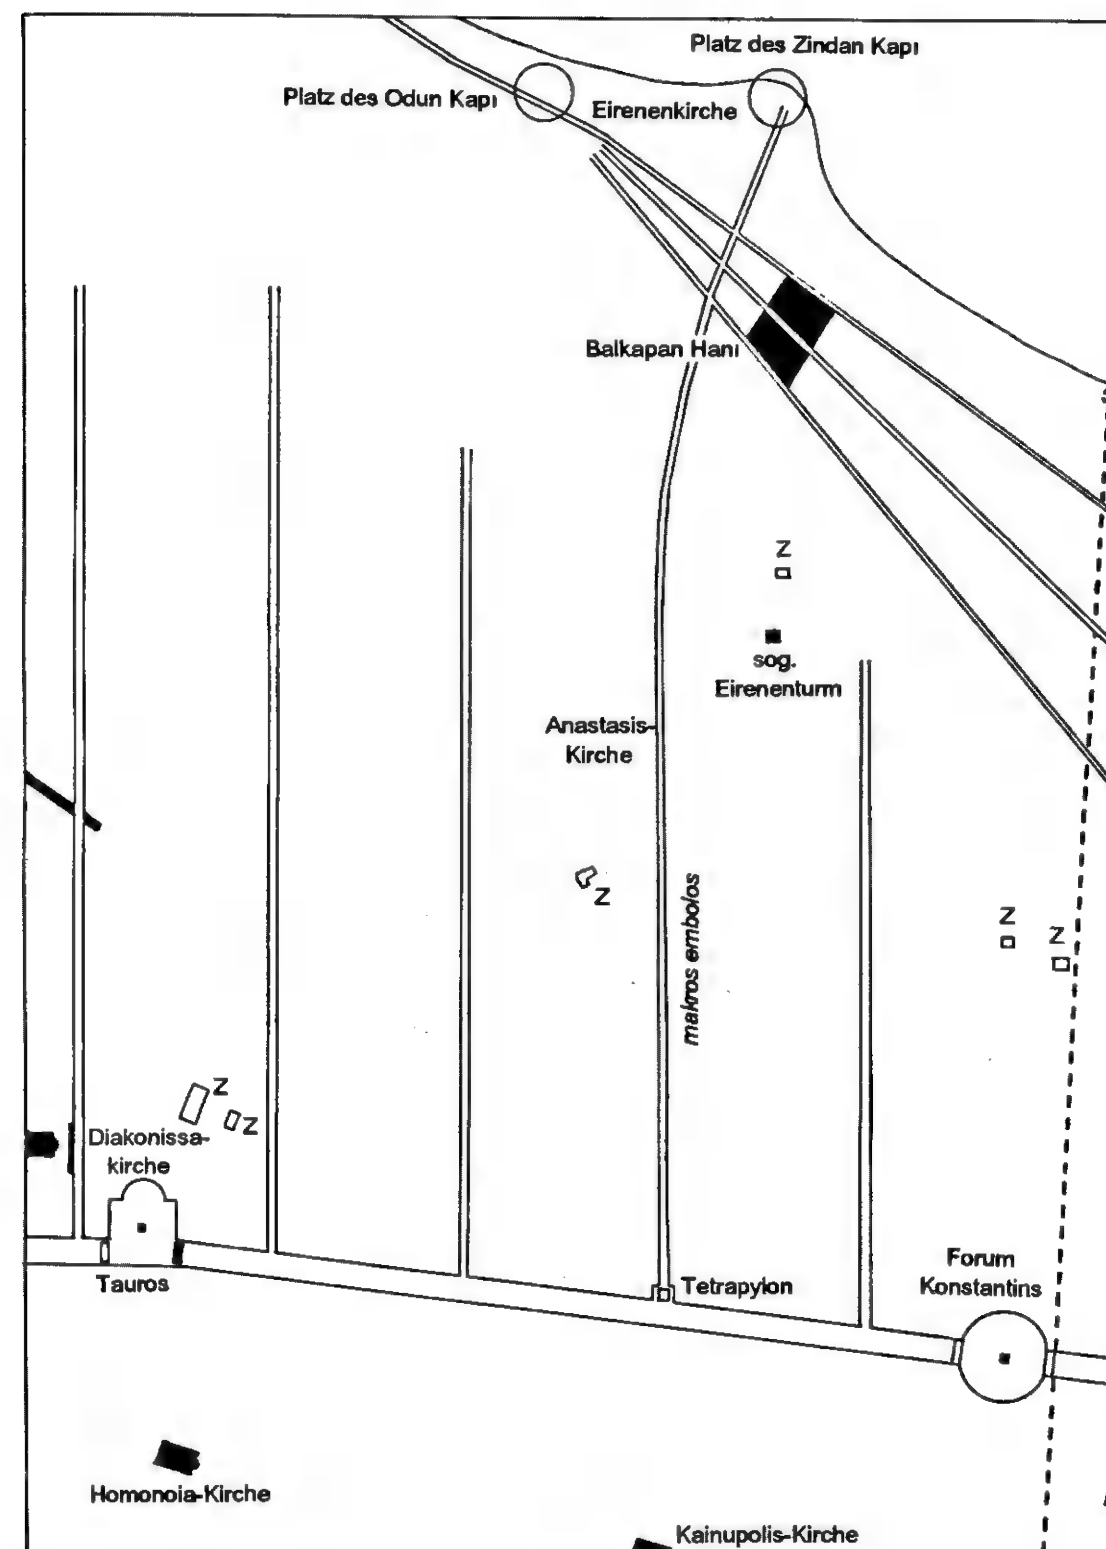 Platz des Zindan Kapı
Platz des Odun Kapı
Eirenenkirche
Balkapan Hanı
Z
sog.
Eirenenturm
Anastasis-
Kirche
Z
makros embolos
Z
Z
Z
Z
Diakonissa-
kirche
Tauros
Tetrapylon
Forum
Konstantins
Homonoia-Kirche
Kainupolis-Kirche